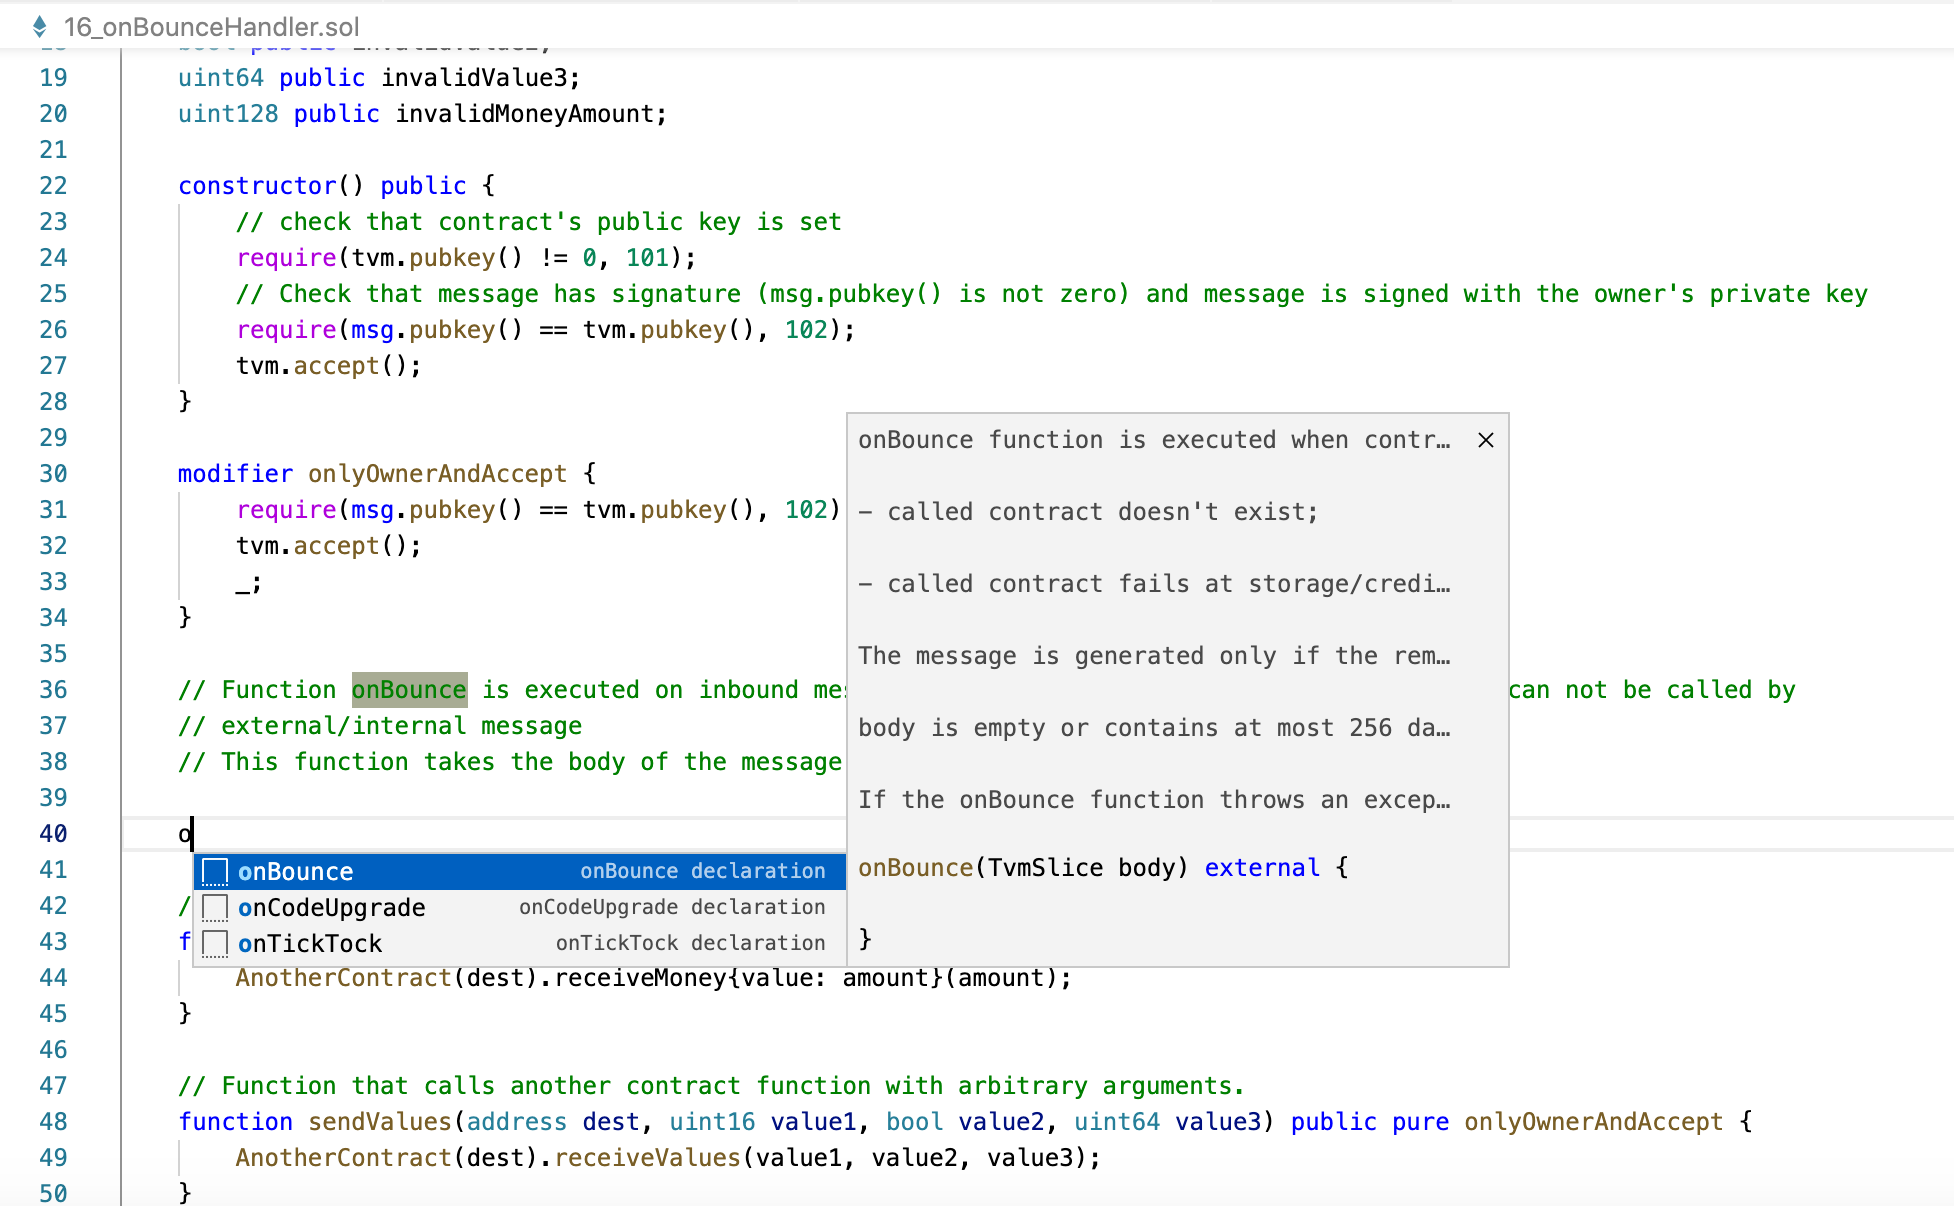 16_onBounceHandler.sol
19 uint64 public invalidValue3;
20 uint128 public invalidMoneyAmount;
21
22 constructor() public {
23 // check that contract's public key is set
24 require(tvm.pubkey() != 0, 101);
25 // Check that message has signature (msg.pubkey() is not zero) and message is signed with the owner's private key
26 require(msg.pubkey() == tvm.pubkey(), 102);
27 tvm.accept();
28 }
29
30 modifier onlyOwnerAndAccept {
31 require(msg.pubkey() == tvm.pubkey(), 102)
32 tvm.accept();
33 _;
34 }
35
36 // Function onBounce is executed on inbound mes can not be called by
37 // external/internal message
38 // This function takes the body of the message
39
40 o
41
42 /
43 f
44 AnotherContract(dest).receiveMoney{value: amount}(amount);
45 }
46
47 // Function that calls another contract function with arbitrary arguments.
48 function sendValues(address dest, uint16 value1, bool value2, uint64 value3) public pure onlyOwnerAndAccept {
49 AnotherContract(dest).receiveValues(value1, value2, value3);
50 }
onBounce onBounce declaration
onCodeUpgrade onCodeUpgrade declaration
onTickTock onTickTock declaration
onBounce function is executed when contr…
– called contract doesn't exist;
– called contract fails at storage/credi…
The message is generated only if the rem…
body is empty or contains at most 256 da…
If the onBounce function throws an excep…
onBounce(TvmSlice body) external {
}